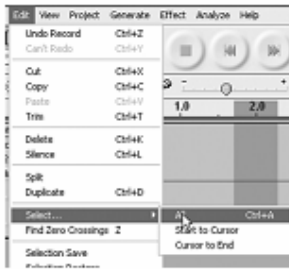 Edit View Project Generate Effect Analyze Help
Undo Record Ctrl+Z
Can't Redo Ctrl+Y
Cut Ctrl+X
Copy Ctrl+C
Paste Ctrl+V
Trim Ctrl+T
1.0 2.0
Delete Ctrl+K
Silence Ctrl+L
Split
Duplicate Ctrl+D
Select... Ctrl+A
Find Zero Crossings Z Start to Cursor
Cursor to End
Selection Save